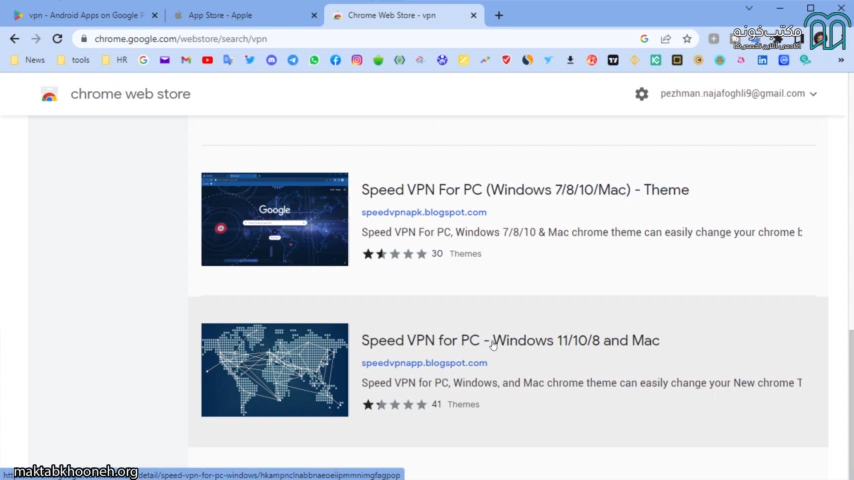 vpn - Android Apps on Google P
App Store - Apple
Chrome Web Store - vpn
chrome.google.com/webstore/search/vpn
مکتب‌خونه
News
tools
HR
chrome web store
pezhman.najafoghli9@gmail.com
Google
Speed VPN For PC (Windows 7/8/10/Mac) - Theme
speedvpnapk.blogspot.com
Speed VPN For PC, Windows 7/8/10 & Mac chrome theme can easily change your chrome b
30 Themes
Speed VPN for PC - Windows 11/10/8 and Mac
speedvpnapp.blogspot.com
Speed VPN for PC, Windows, and Mac chrome theme can easily change your New chrome T
41 Themes
maktabkhooneh.org
detail/speed-vpn-for-pc-windows/hkampnclnabbnaeoeiipmmnimgfagpop